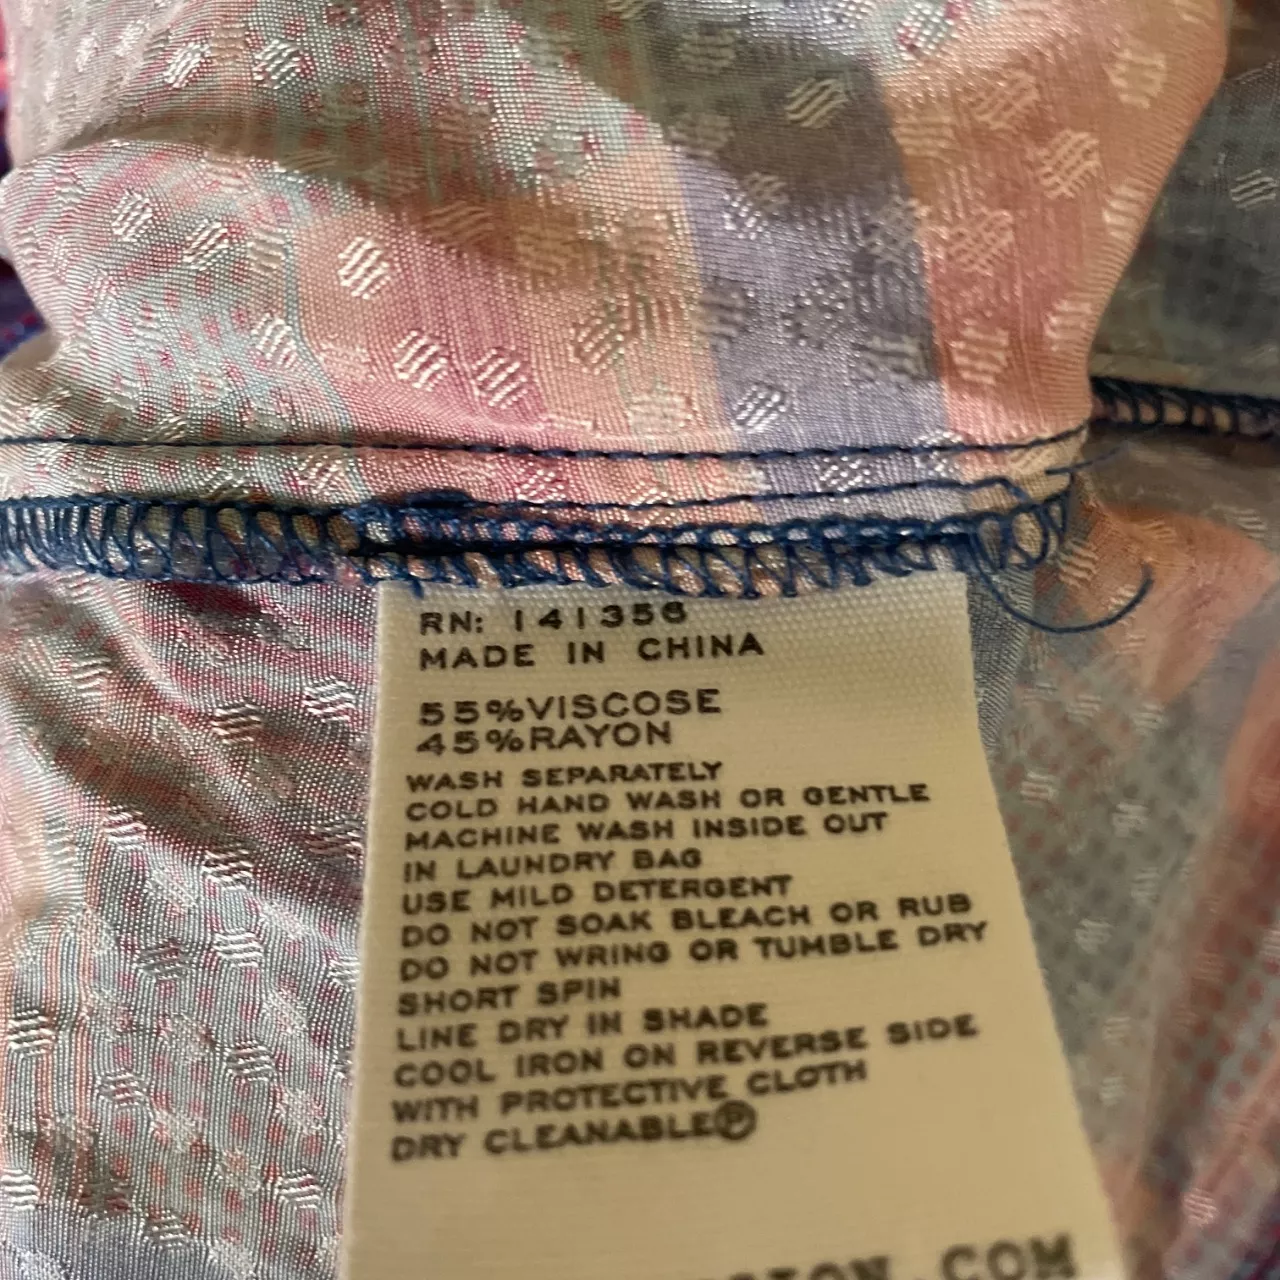 RN: 141356
MADE IN CHINA
55%VISCOSE
45%RAYON
WASH SEPARATELY
COLD HAND WASH OR GENTLE
MACHINE WASH INSIDE OUT
IN LAUNDRY BAG
USE MILD DETERGENT
DO NOT SOAK BLEACH OR RUB
DO NOT WRING OR TUMBLE DRY
SHORT SPIN
LINE DRY IN SHADE
COOL IRON ON REVERSE SIDE
WITH PROTECTIVE CLOTH
DRY CLEANABLEⓅ
.COM